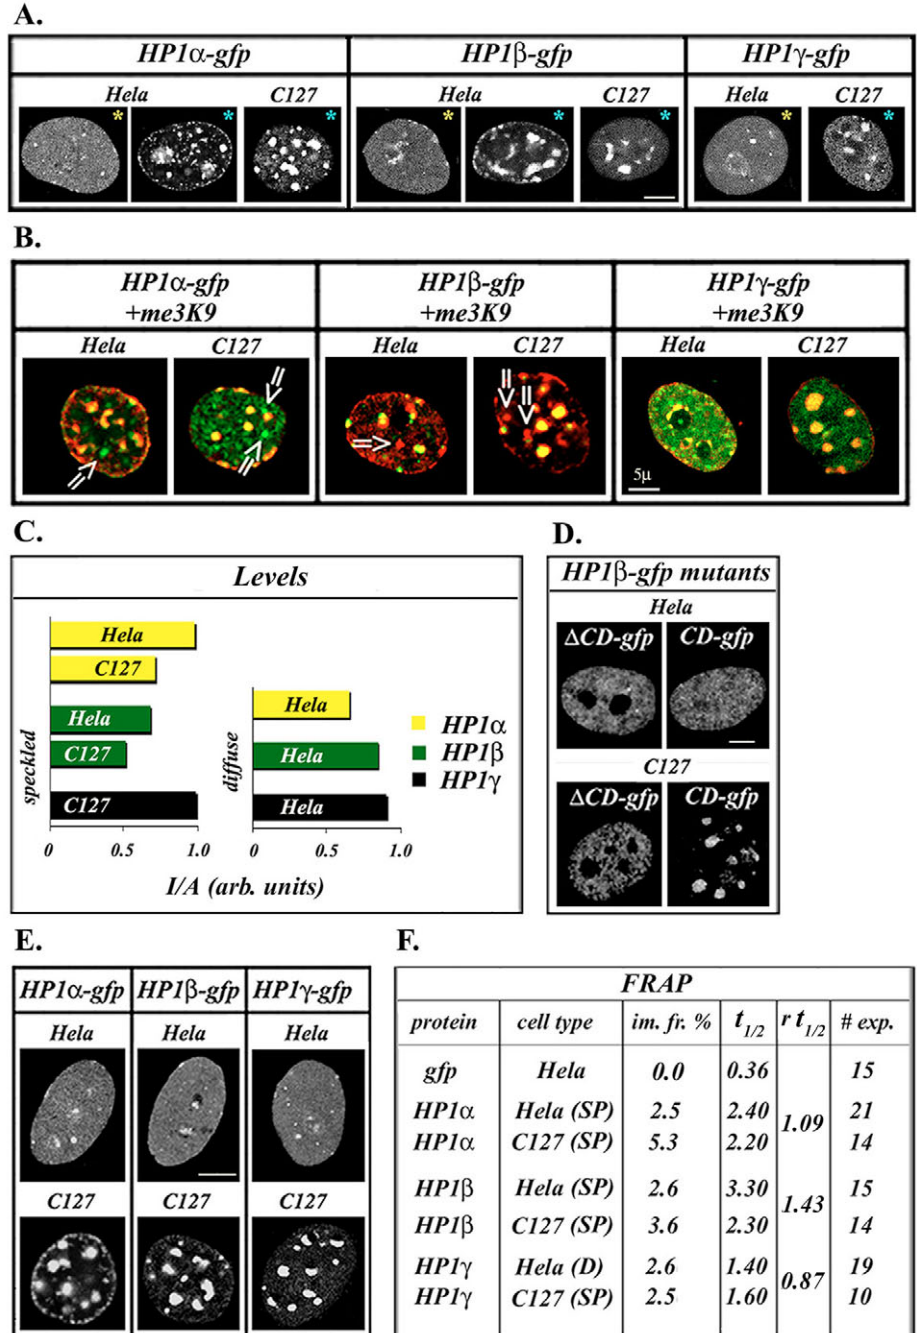 A.
HP1α-gfp HP1β-gfp HP1γ-gfp
Hela C127 Hela C127 Hela C127
* * * * * * * *
B.
HP1α-gfp HP1β-gfp HP1γ-gfp
+me3K9 +me3K9 +me3K9
Hela C127 Hela C127 Hela C127
5μ
C.
Levels
speckled
Hela
C127
Hela
C127
C127
0 0.5 1.0
diffuse
Hela
Hela
Hela
0 0.5 1.0
HP1α
HP1β
HP1γ
I/A (arb. units)
D.
HP1β-gfp mutants
Hela
ΔCD-gfp CD-gfp
C127
ΔCD-gfp CD-gfp
E.
HP1α-gfp HP1β-gfp HP1γ-gfp
Hela Hela Hela
C127 C127 C127
F.
FRAP
protein cell type im. fr. % t1/2 r t1/2 # exp.
gfp Hela 0.0 0.36 15
HP1α Hela (SP) 2.5 2.40 21
1.09
HP1α C127 (SP) 5.3 2.20 14
HP1β Hela (SP) 2.6 3.30 15
1.43
HP1β C127 (SP) 3.6 2.30 14
HP1γ Hela (D) 2.6 1.40 19
0.87
HP1γ C127 (SP) 2.5 1.60 10